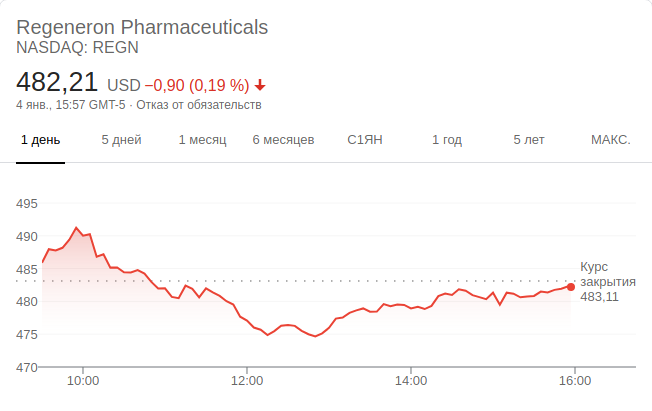 Regeneron Pharmaceuticals
NASDAQ: REGN
482,21 USD −0,90 (0,19 %)
4 янв., 15:57 GMT-5 · Отказ от обязательств
1 день 5 дней 1 месяц 6 месяцев С1ЯН 1 год 5 лет МАКС.
495
490
485
480
475
470
Курс
закрытия
483,11
10:00 12:00 14:00 16:00